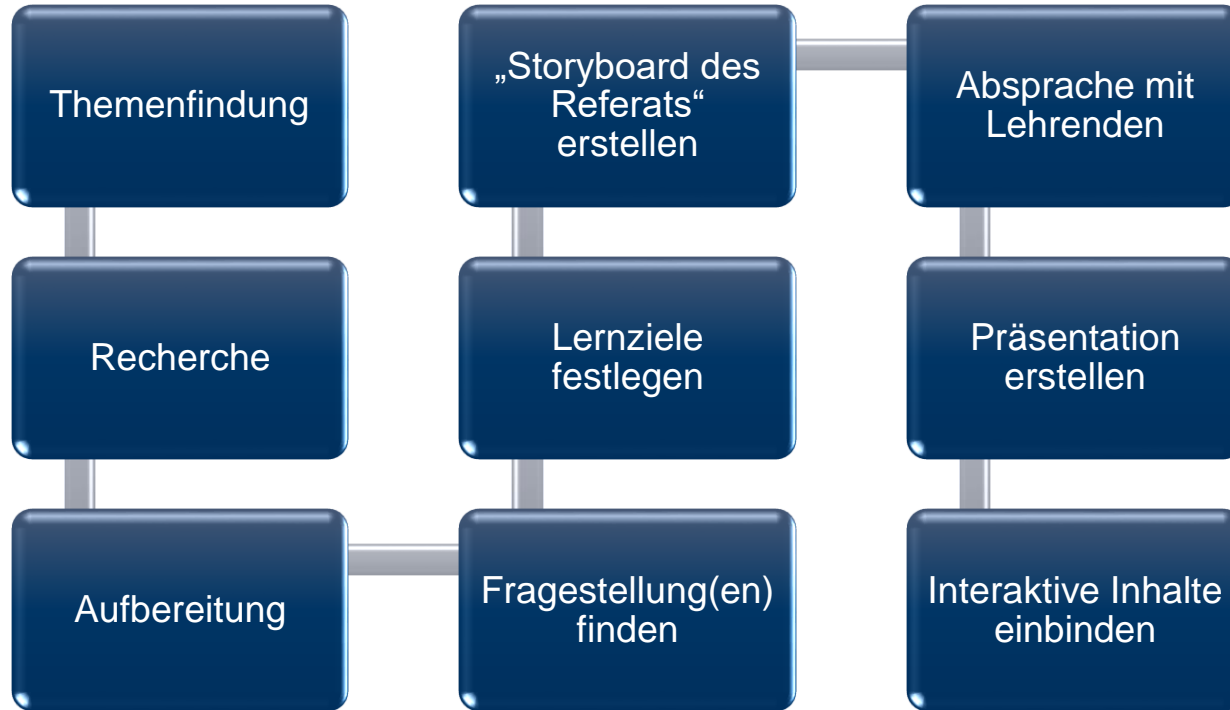 Themenfindung
Recherche
Aufbereitung
Fragestellung(en)
finden
Lernziele
festlegen
„Storyboard des
Referats“
erstellen
Absprache mit
Lehrenden
Präsentation
erstellen
Interaktive Inhalte
einbinden